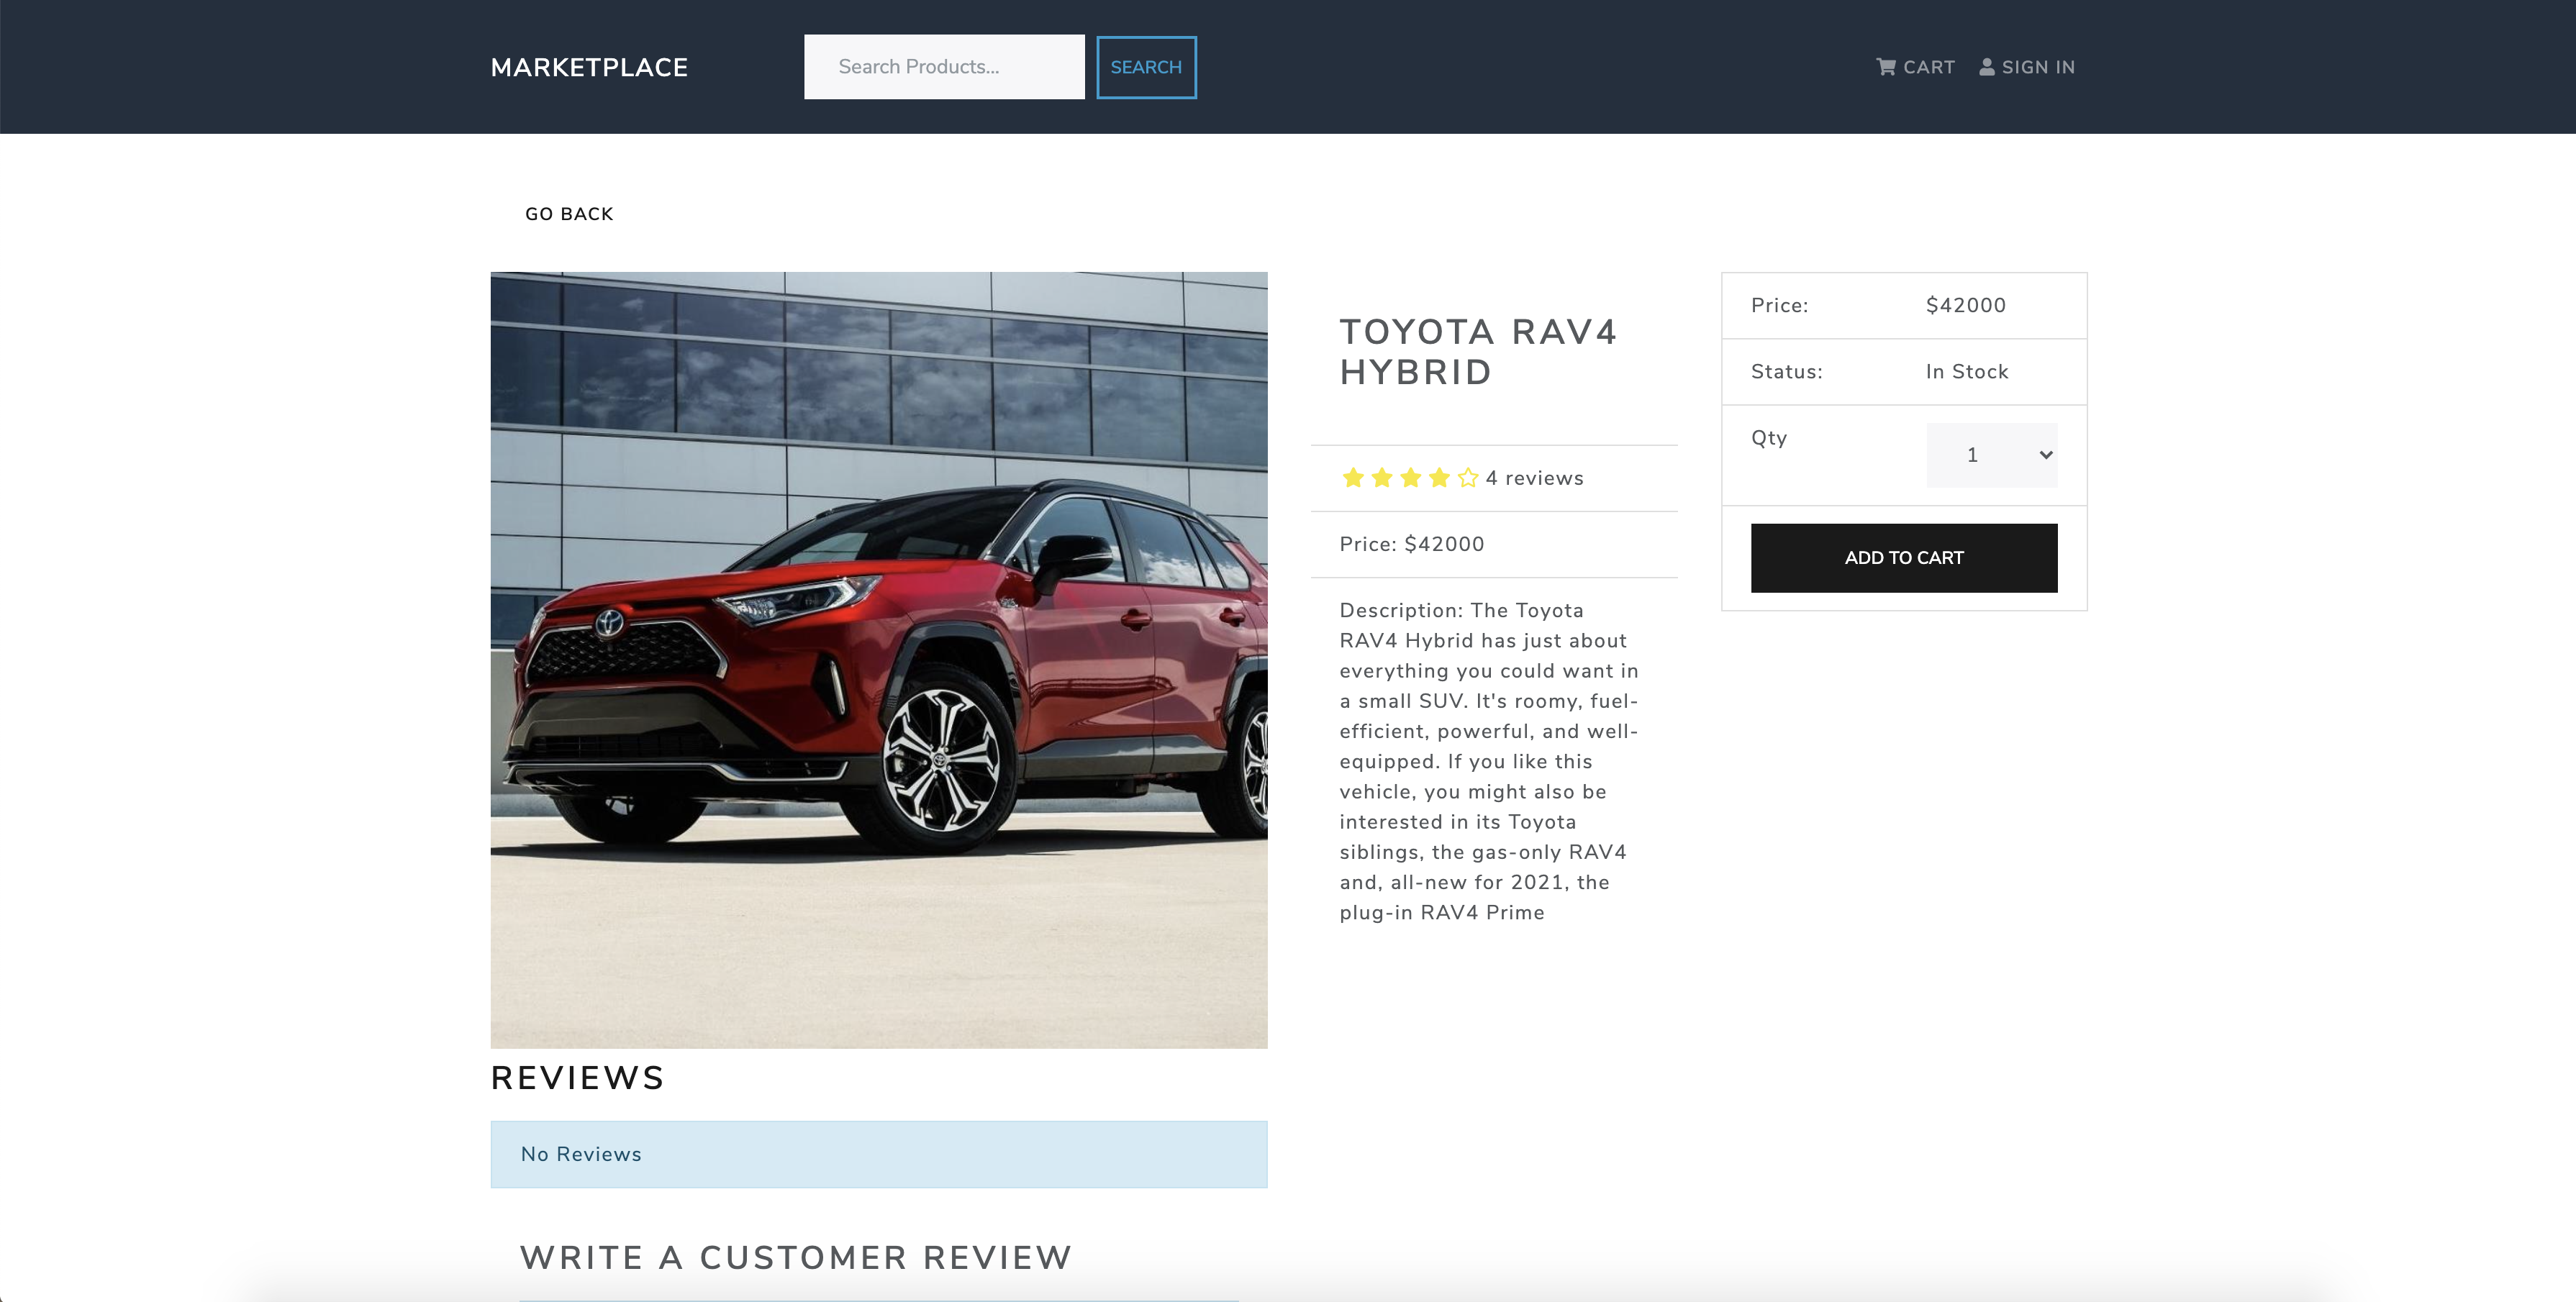 MARKETPLACE
Search Products...
SEARCH
CART
SIGN IN
GO BACK
TOYOTA RAV4
HYBRID
4 reviews
Price: $42000
Description: The Toyota
RAV4 Hybrid has just about
everything you could want in
a small SUV. It's roomy, fuel-
efficient, powerful, and well-
equipped. If you like this
vehicle, you might also be
interested in its Toyota
siblings, the gas-only RAV4
and, all-new for 2021, the
plug-in RAV4 Prime
Price: $42000
Status: In Stock
Qty 1
ADD TO CART
REVIEWS
No Reviews
WRITE A CUSTOMER REVIEW